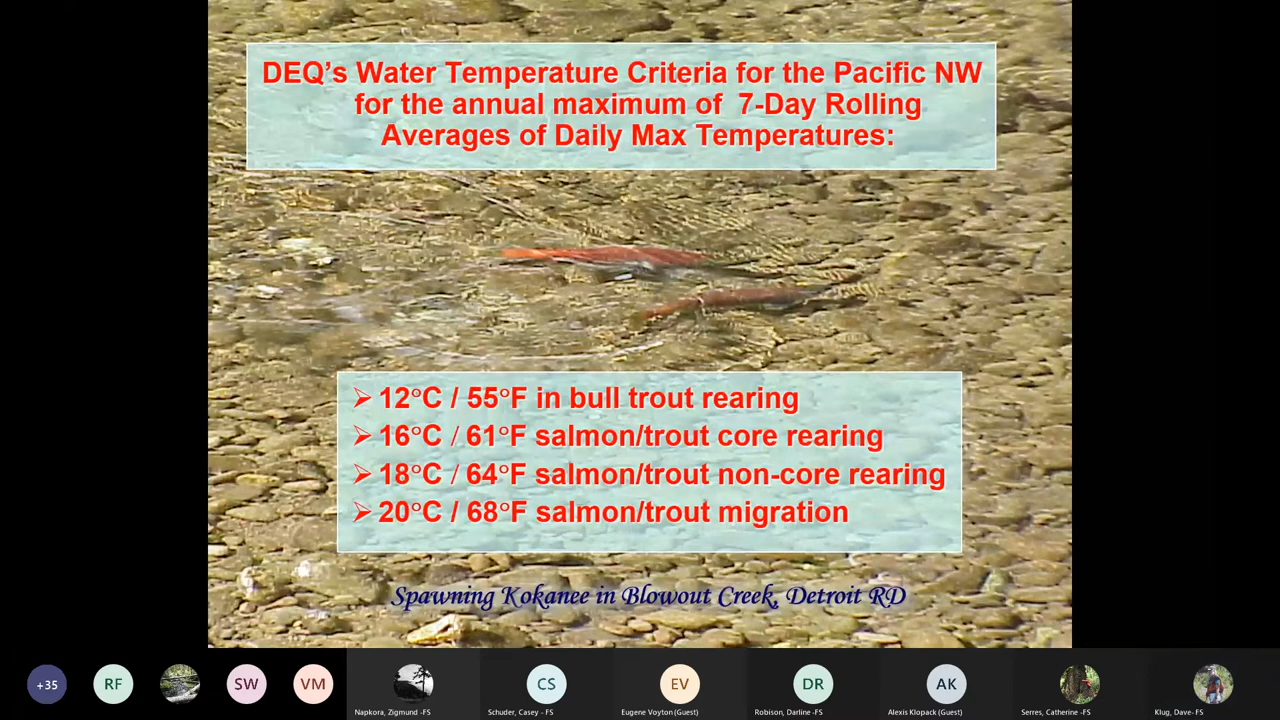 DEQ's Water Temperature Criteria for the Pacific NW
for the annual maximum of 7-Day Rolling
Averages of Daily Max Temperatures:
➢ 12°C / 55°F in bull trout rearing
➢ 16°C / 61°F salmon/trout core rearing
➢ 18°C / 64°F salmon/trout non-core rearing
➢ 20°C / 68°F salmon/trout migration
Spawning Kokanee in Blowout Creek, Detroit RD
+35 RF SW VM CS EV DR AK
Napkora, Zigmund -FS Schuder, Casey - FS Eugene Voyton (Guest) Robison, Darline -FS Alexis Klopack (Guest) Serres, Catherine -FS Klug, Dave- FS